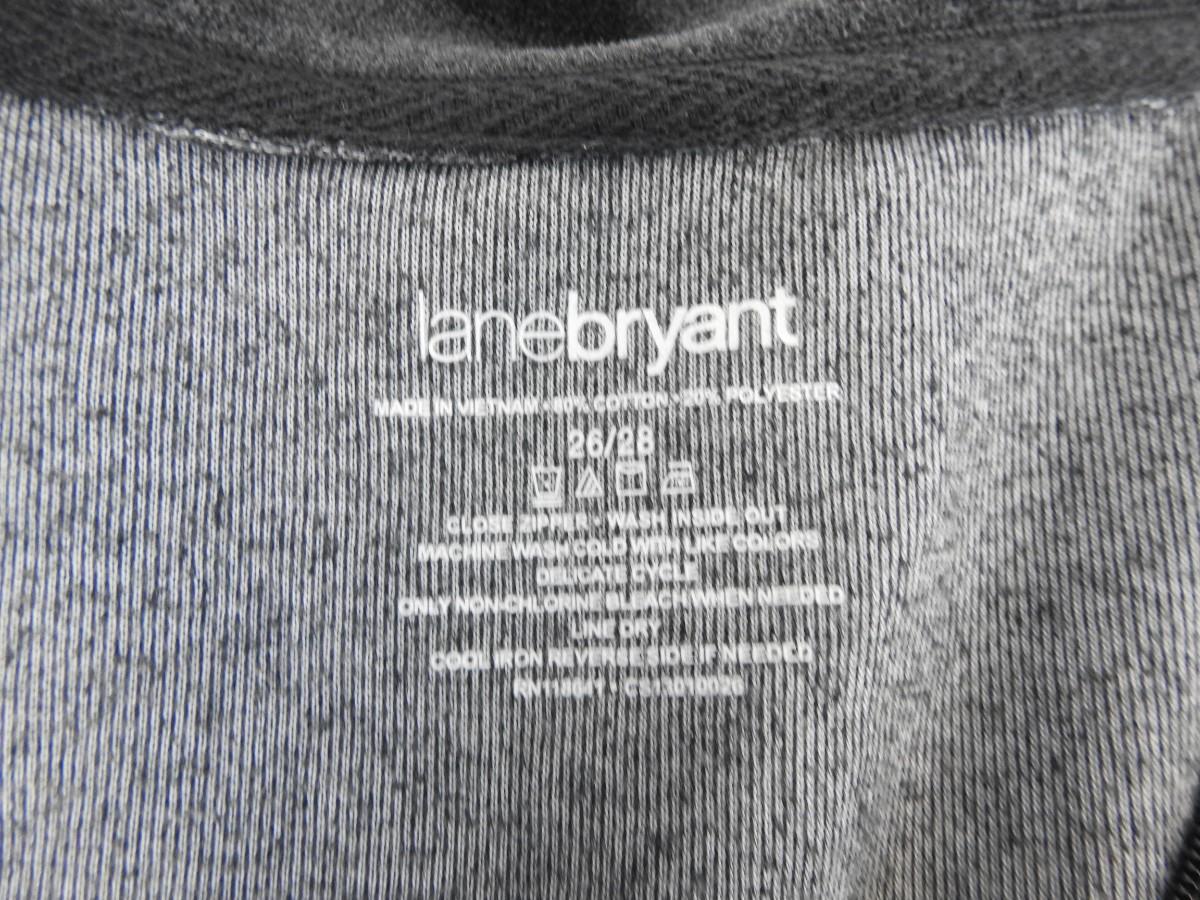 lanebryant
MADE IN VIETNAM • 80% COTTON • 20% POLYESTER
26/28
CLOSE ZIPPER • WASH INSIDE OUT
MACHINE WASH COLD WITH LIKE COLORS
DELICATE CYCLE
ONLY NON-CHLORINE BLEACH WHEN NEEDED
LINE DRY
COOL IRON REVERSE SIDE IF NEEDED